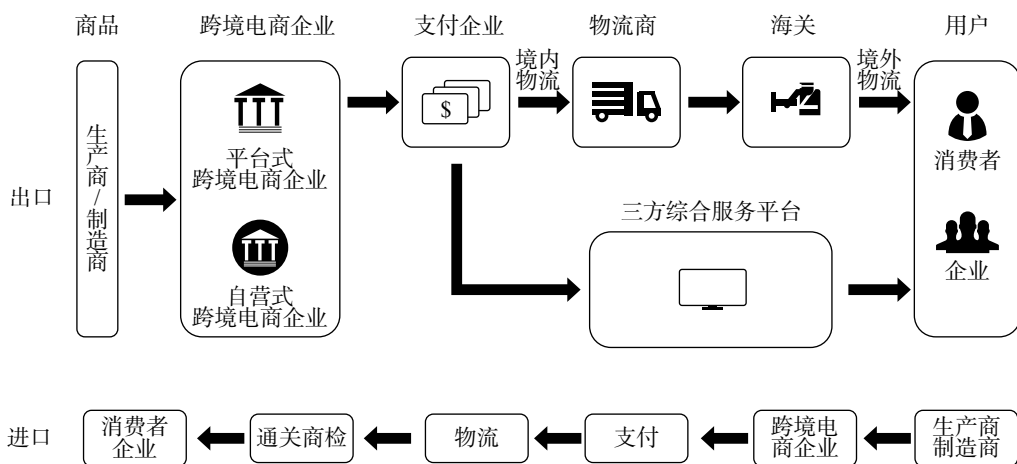 商品
跨境电商企业
支付企业
物流商
海关
用户
出口
生产商/制造商
平台式
跨境电商企业
自营式
跨境电商企业
$
境内
物流
境外
物流
三方综合服务平台
消费者
企业
进口
消费者
企业
通关商检
物流
支付
跨境电
商企业
生产商
制造商